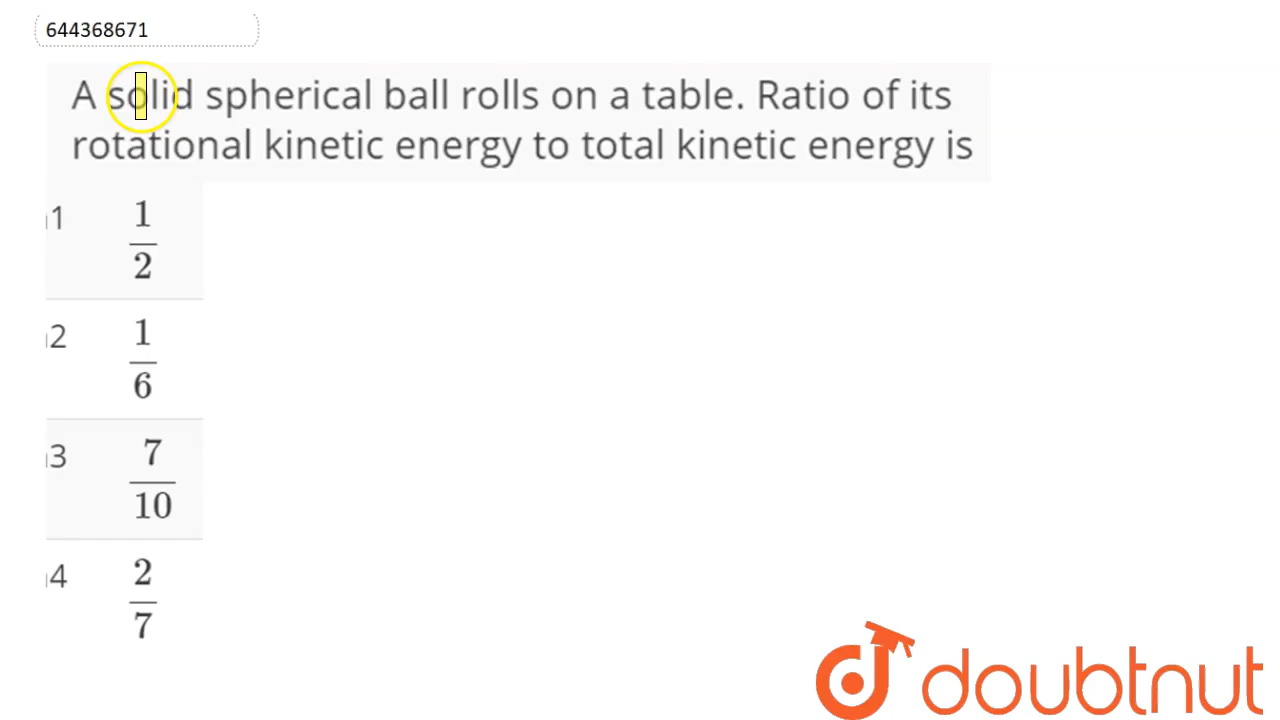 644368671
A solid spherical ball rolls on a table. Ratio of its
rotational kinetic energy to total kinetic energy is
1 1/2
2 1/6
3 7/10
4 2/7
doubtnut